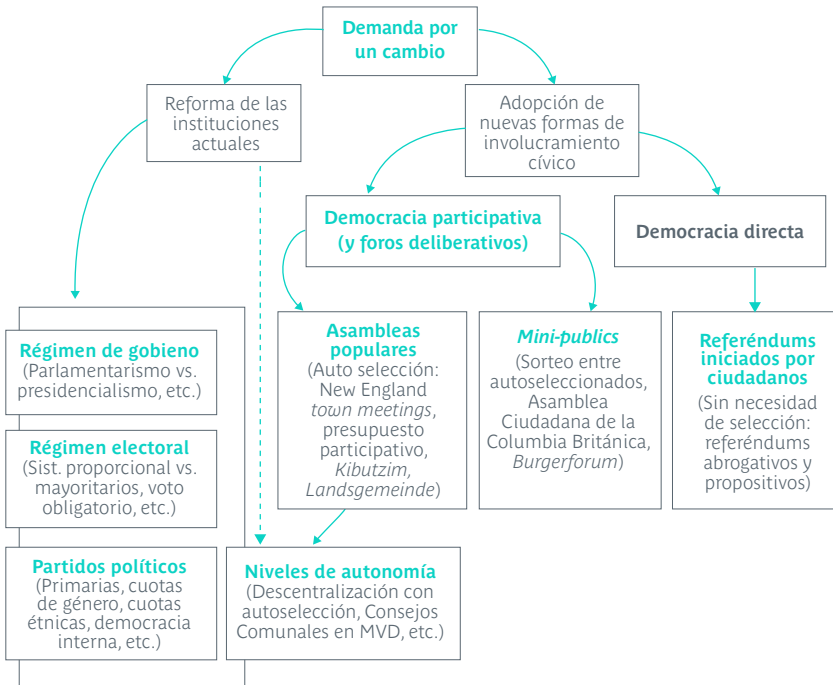 Demanda por
un cambio
Reforma de las
instituciones
actuales
Adopción de
nuevas formas de
involucramiento
cívico
Democracia participativa
(y foros deliberativos)
Democracia directa
Régimen de gobieno
(Parlamentarismo vs.
presidencialismo, etc.)
Régimen electoral
(Sist. proporcional vs.
mayoritarios, voto
obligatorio, etc.)
Partidos políticos
(Primarias, cuotas
de género, cuotas
étnicas, democracia
interna, etc.)
Asambleas
populares
(Auto selección:
New England
town meetings,
presupuesto
participativo,
Kibutzim,
Landsgemeinde)
Niveles de autonomía
(Descentralización con
autoselección, Consejos
Comunales en MVD, etc.)
Mini-publics
(Sorteo entre
autoseleccionados,
Asamblea
Ciudadana de la
Columbia Británica,
Burgerforum)
Referéndums
iniciados por
ciudadanos
(Sin necesidad
de selección:
referéndums
abrogativos y
propositivos)